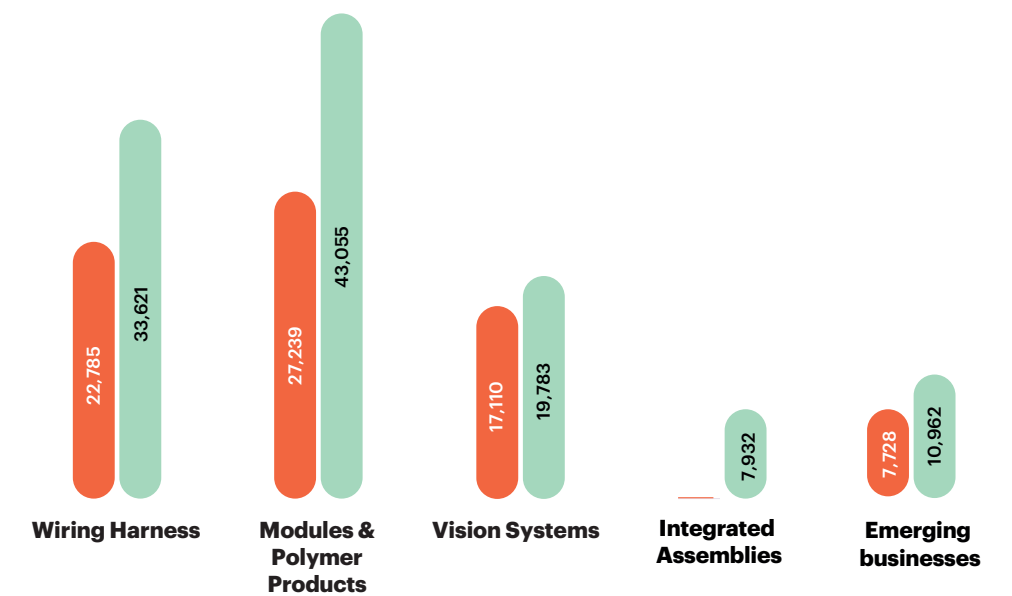 22,785
33,621
27,239
43,055
17,110
19,783
7,932
7,728
10,962
Wiring Harness
Modules &
Polymer
Products
Vision Systems
Integrated
Assemblies
Emerging
businesses